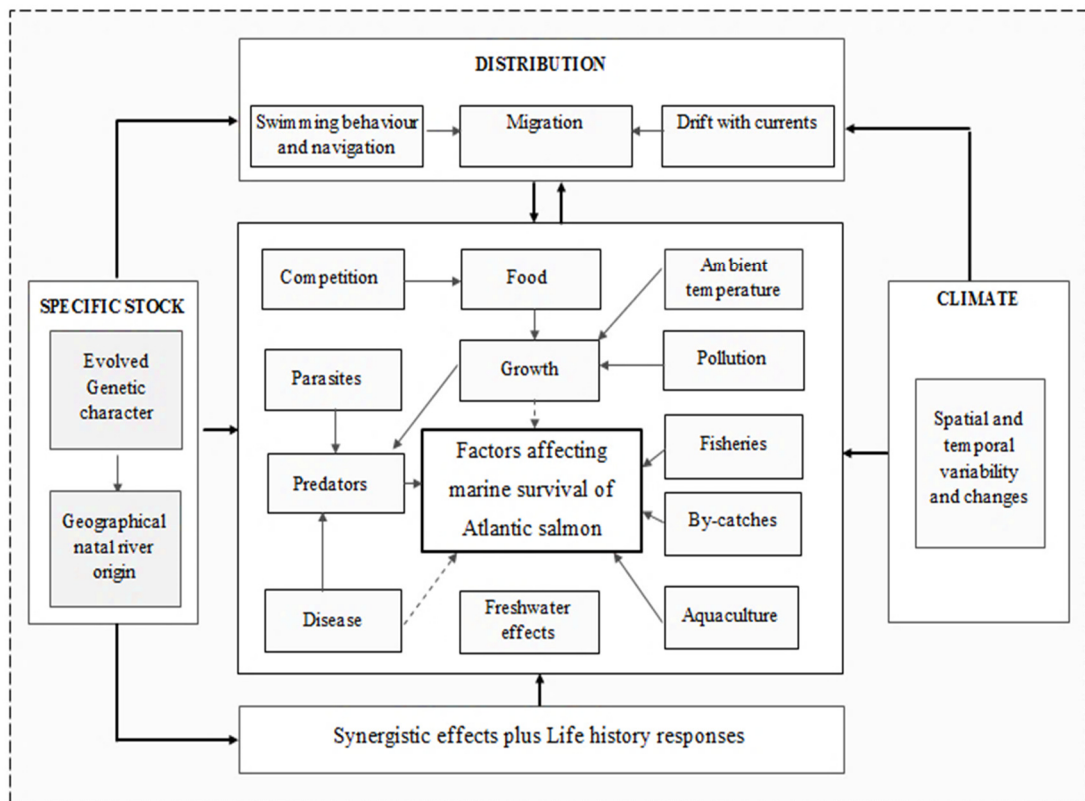 DISTRIBUTION
Swimming behaviour
and navigation
Migration
Drift with currents
SPECIFIC STOCK
Evolved
Genetic
character
Geographical
natal river
origin
Competition
Food
Ambient
temperature
Parasites
Growth
Pollution
Predators
Factors affecting
marine survival of
Atlantic salmon
Fisheries
By-catches
Disease
Freshwater
effects
Aquaculture
CLIMATE
Spatial and
temporal
variability
and changes
Synergistic effects plus Life history responses